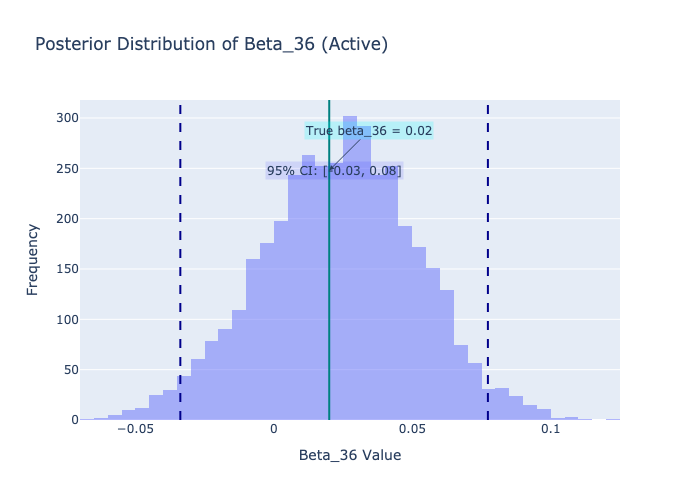 Posterior Distribution of Beta_36 (Active)
300
True beta_36 = 0.02
250
95% CI: [-0.03, 0.08]
200
150
100
50
0
Frequency
−0.05
0
0.05
0.1
Beta_36 Value